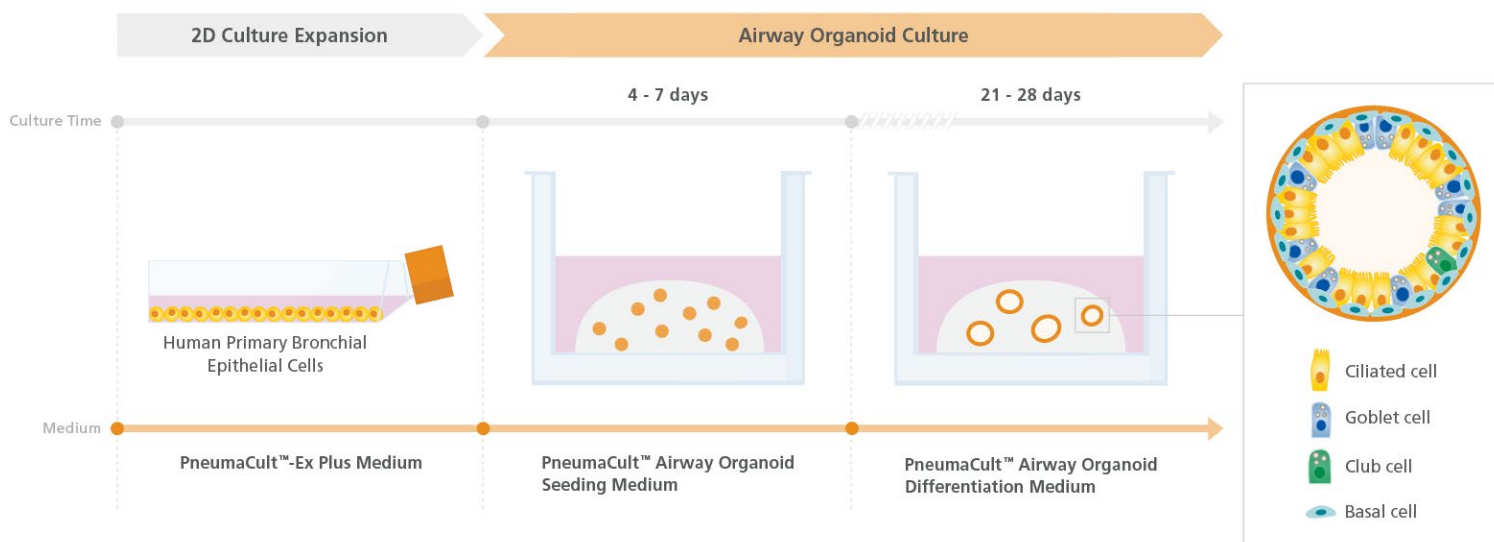 2D Culture Expansion
Airway Organoid Culture
4 - 7 days
21 - 28 days
Culture Time
Human Primary Bronchial
Epithelial Cells
Medium
PneumaCult™-Ex Plus Medium
PneumaCult™ Airway Organoid
Seeding Medium
PneumaCult™ Airway Organoid
Differentiation Medium
Ciliated cell
Goblet cell
Club cell
Basal cell